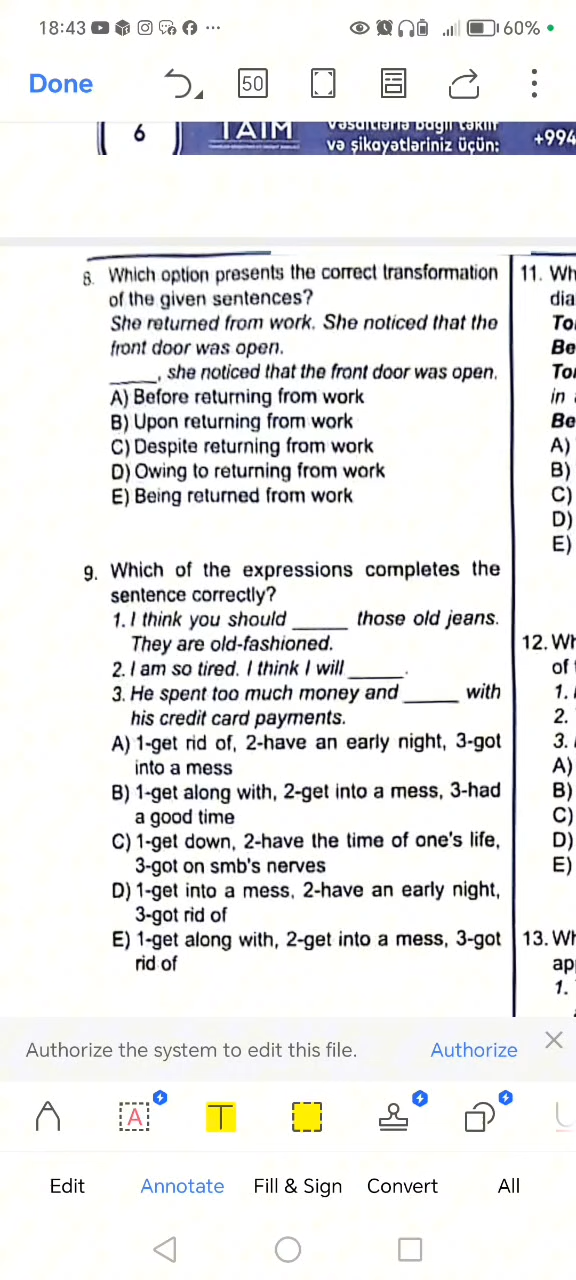 18:43
60%
Done
50
6
TAIM
Vəsaitlərlə bağlı təklif
və şikayətləriniz üçün:
+994
8. Which option presents the correct transformation
of the given sentences?
She returned from work. She noticed that the
front door was open.
_____, she noticed that the front door was open.
A) Before returning from work
B) Upon returning from work
C) Despite returning from work
D) Owing to returning from work
E) Being returned from work
9. Which of the expressions completes the
sentence correctly?
1. I think you should ______ those old jeans.
They are old-fashioned.
2. I am so tired. I think I will ______.
3. He spent too much money and ______ with
his credit card payments.
A) 1-get rid of, 2-have an early night, 3-got
into a mess
B) 1-get along with, 2-get into a mess, 3-had
a good time
C) 1-get down, 2-have the time of one's life,
3-got on smb's nerves
D) 1-get into a mess, 2-have an early night,
3-got rid of
E) 1-get along with, 2-get into a mess, 3-got
rid of
11. Wh
dia
To
Be
To
in
Be
A)
B)
C)
D)
E)
12. Wh
of
1.
2.
3.
A)
B)
C)
D)
E)
13. Wh
ap
1.
Authorize the system to edit this file.
Authorize
A
T
Edit
Annotate
Fill & Sign
Convert
All